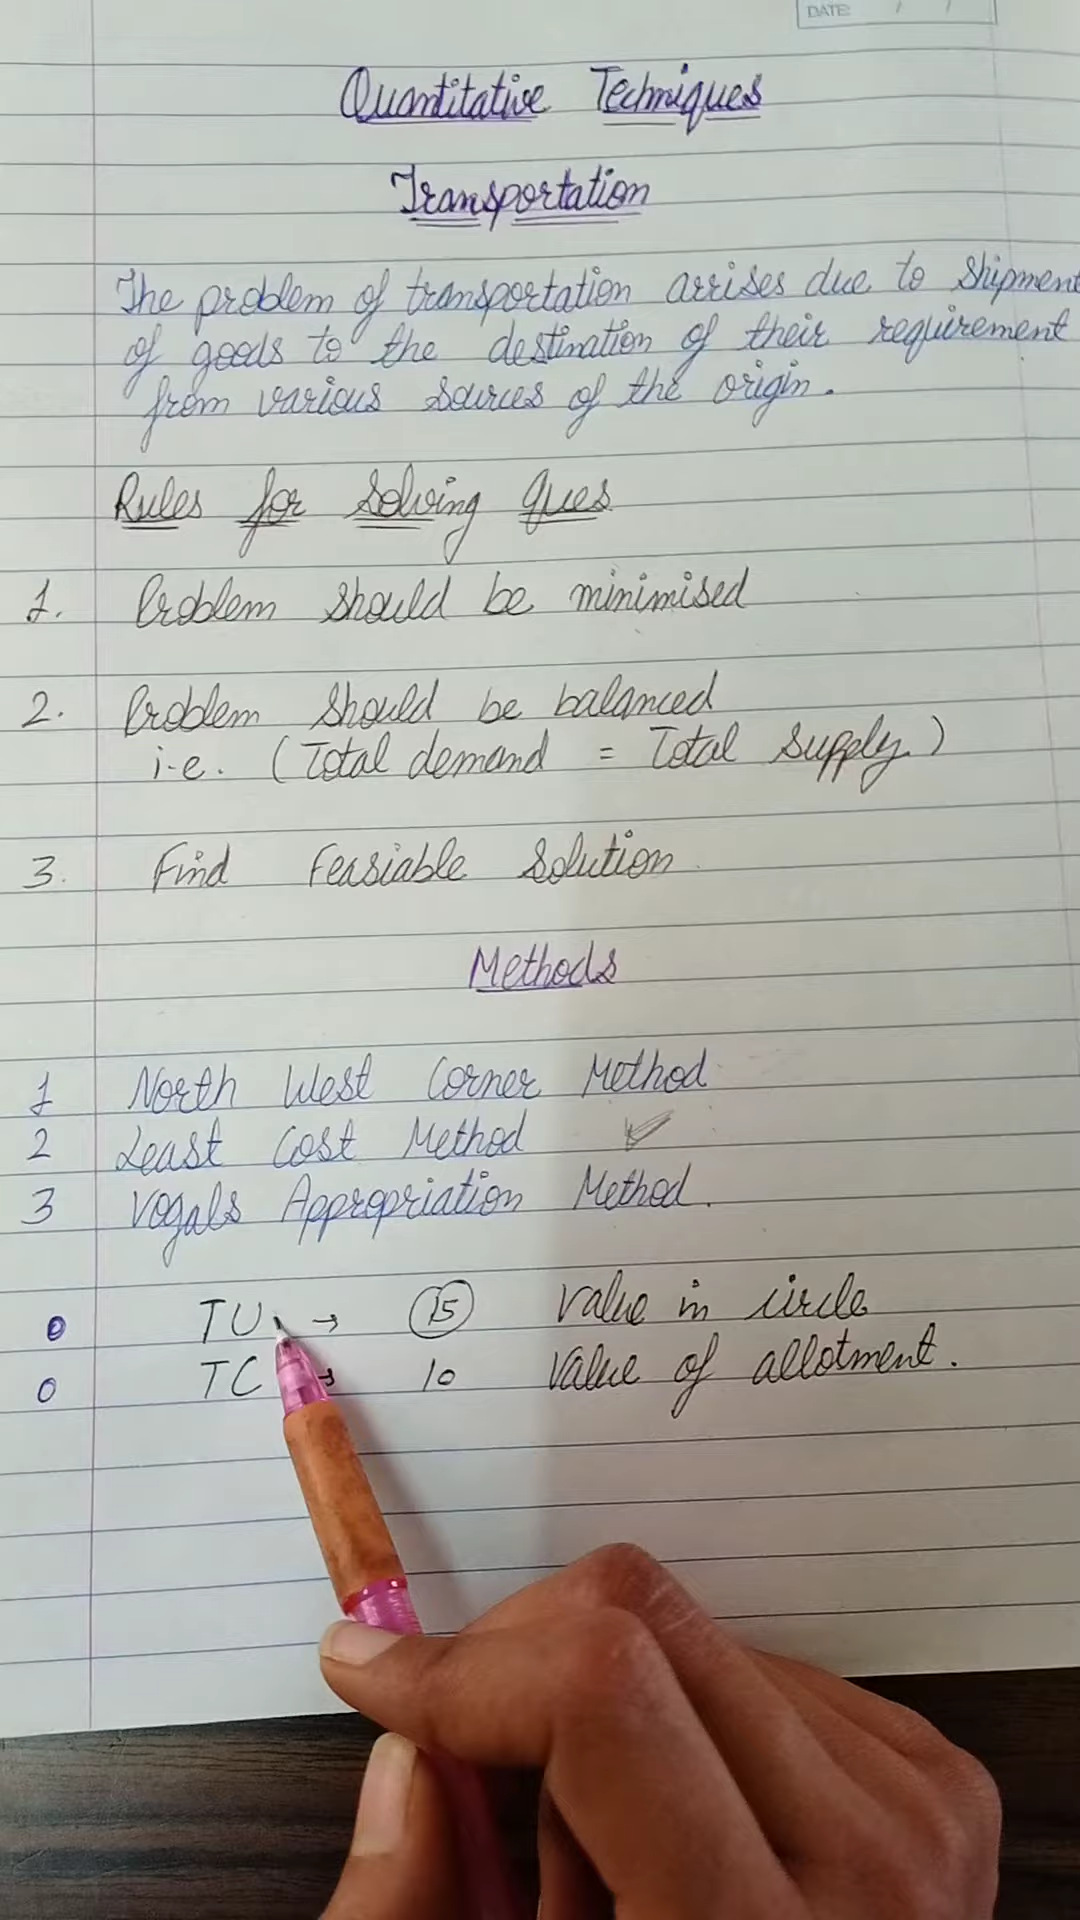 DATE: / /
Quantitative Techniques
Transportation
The problem of transportation arrises due to shipment
of goods to the destination of their requirement
from various sources of the origin.
Rules for Solving Ques
1. Problem should be minimised
2. Problem should be balanced
i.e. (Total demand = Total supply)
3. Find Feasiable Solution
Methods
1 North West Corner Method
2 Least Cost Method
3 Vogals Appropriation Method.
TU → 15 value in circle
TC → 10 value of allotment.